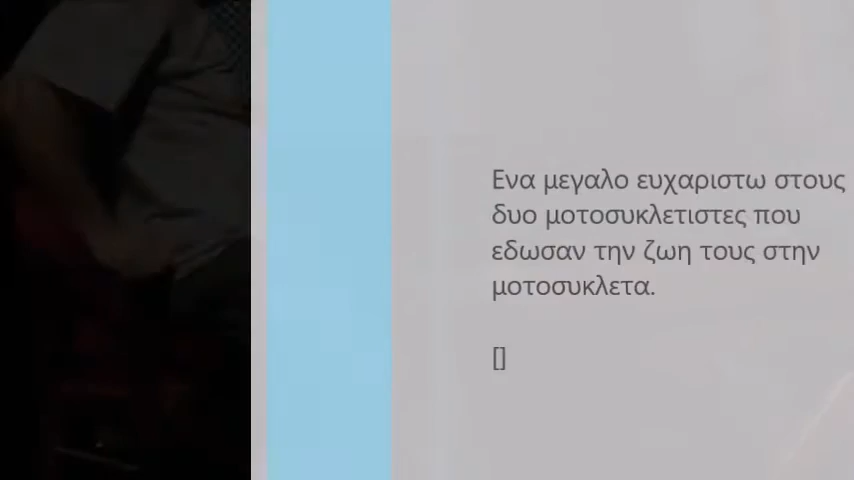 Ενα μεγαλο ευχαριστω στους
δυο μοτοσυκλετιστες που
εδωσαν την ζωη τους στην
μοτοσυκλετα.
[]